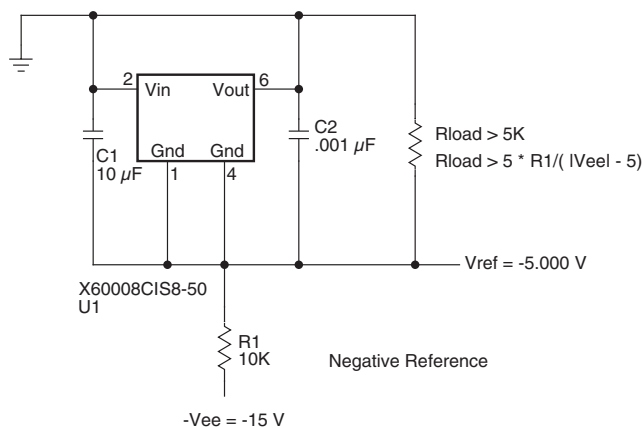 2
6
Vin
Vout
C1
10 µF
Gnd
Gnd
1
4
C2
.001 µF
Rload > 5K
Rload > 5 * R1/( |Vee| - 5)
X60008CIS8-50
U1
Vref = -5.000 V
R1
10K
Negative Reference
-Vee = -15 V